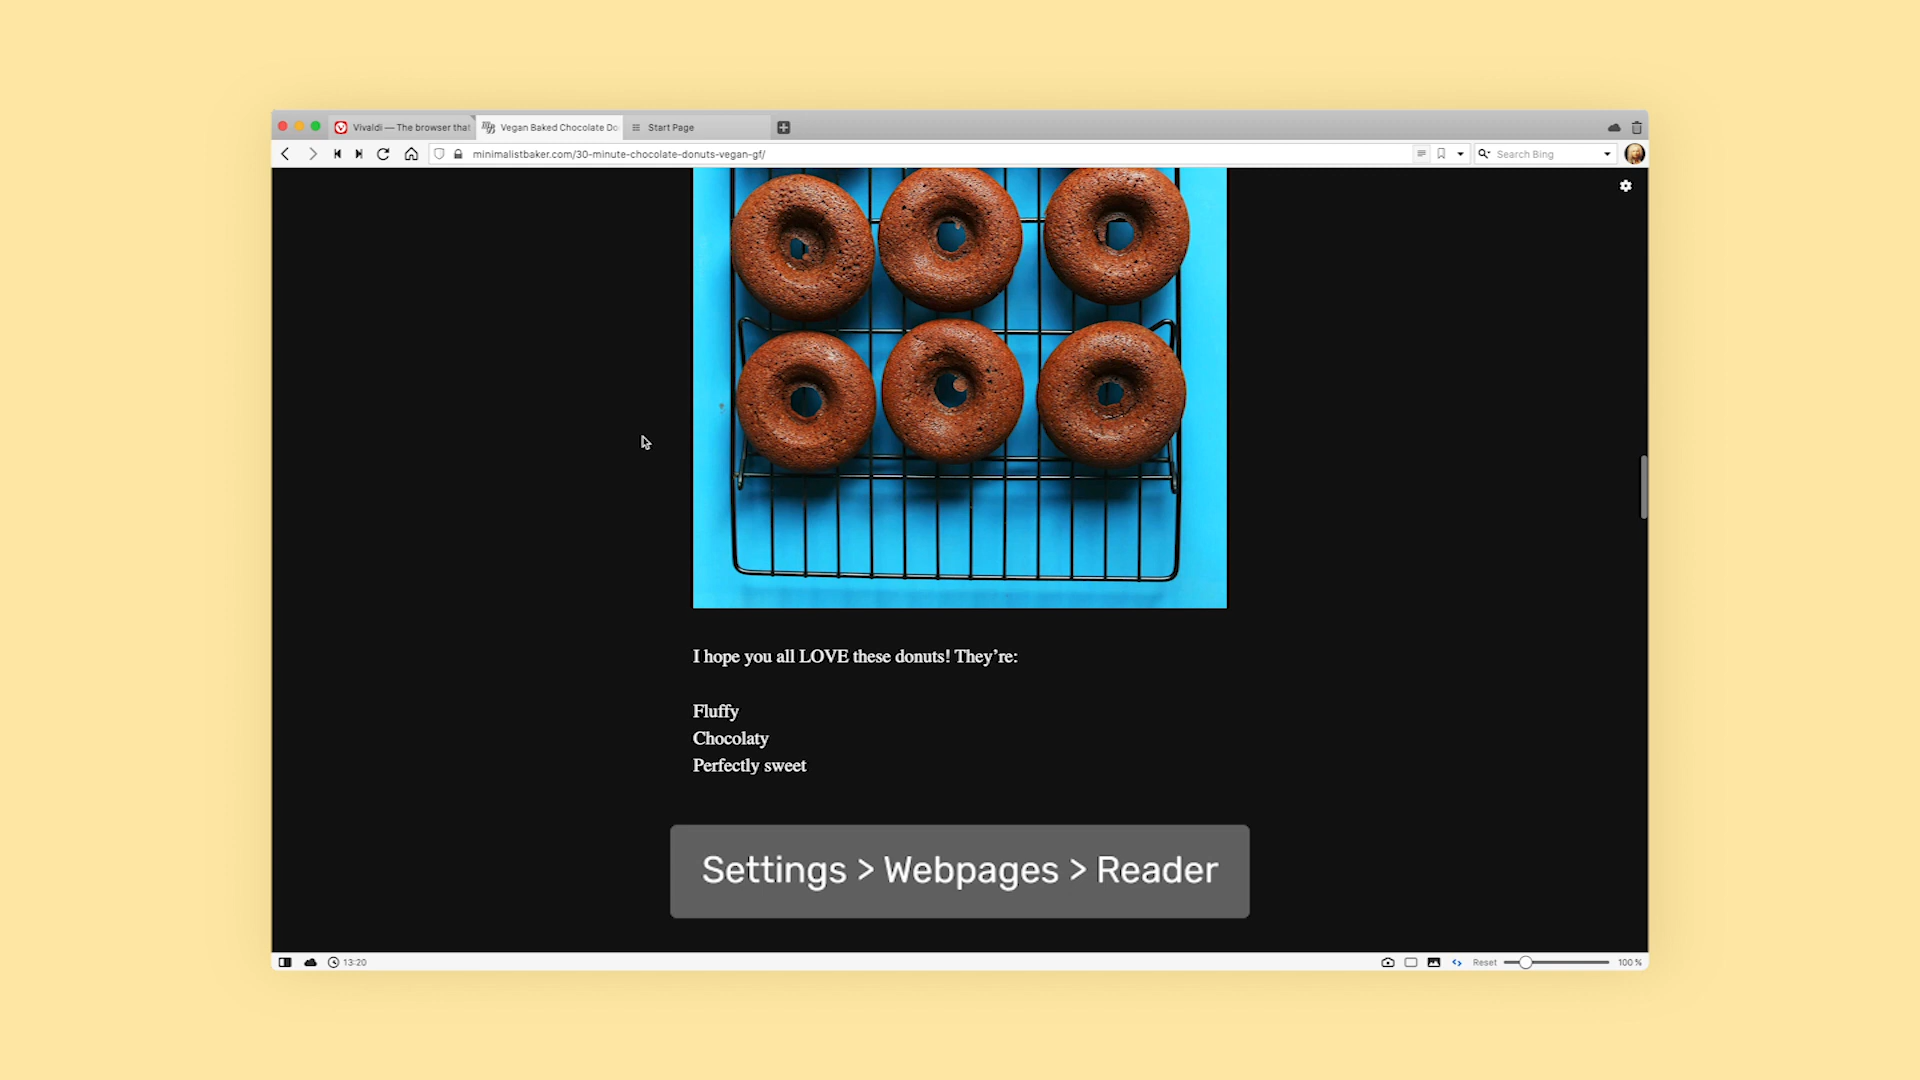 Vivaldi — The browser that
Vegan Baked Chocolate Do
Start Page
minimalistbaker.com/30-minute-chocolate-donuts-vegan-gf/
Search Bing
I hope you all LOVE these donuts! They’re:
Fluffy
Chocolaty
Perfectly sweet
Settings > Webpages > Reader
13:20
Reset
100 %